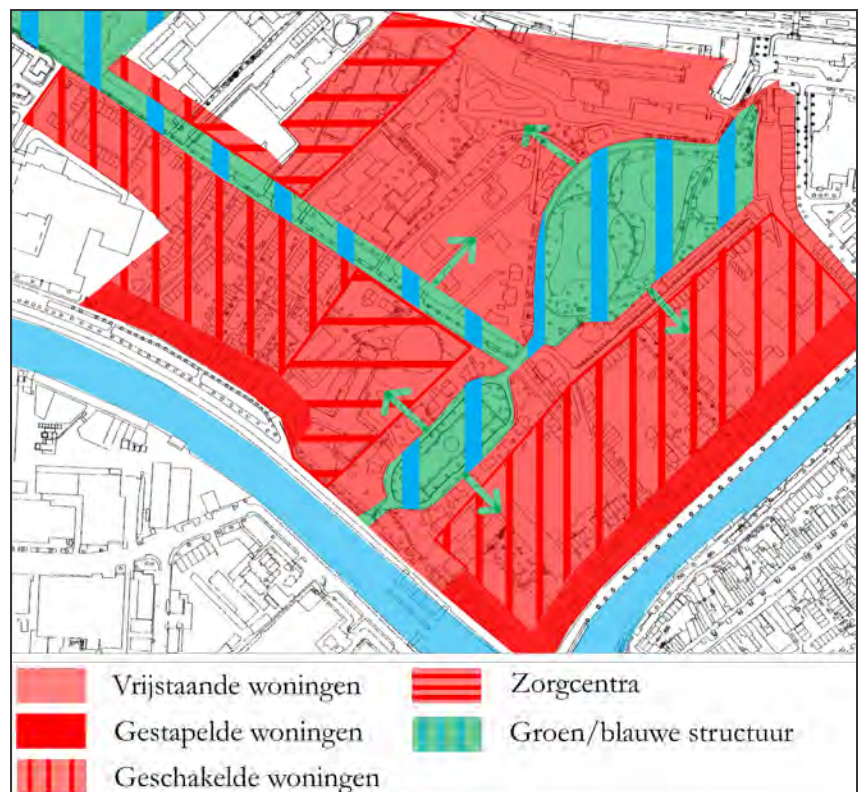 Vrijstaande woningen
Gestapelde woningen
Geschakelde woningen
Zorgcentra
Groen/blauwe structuur